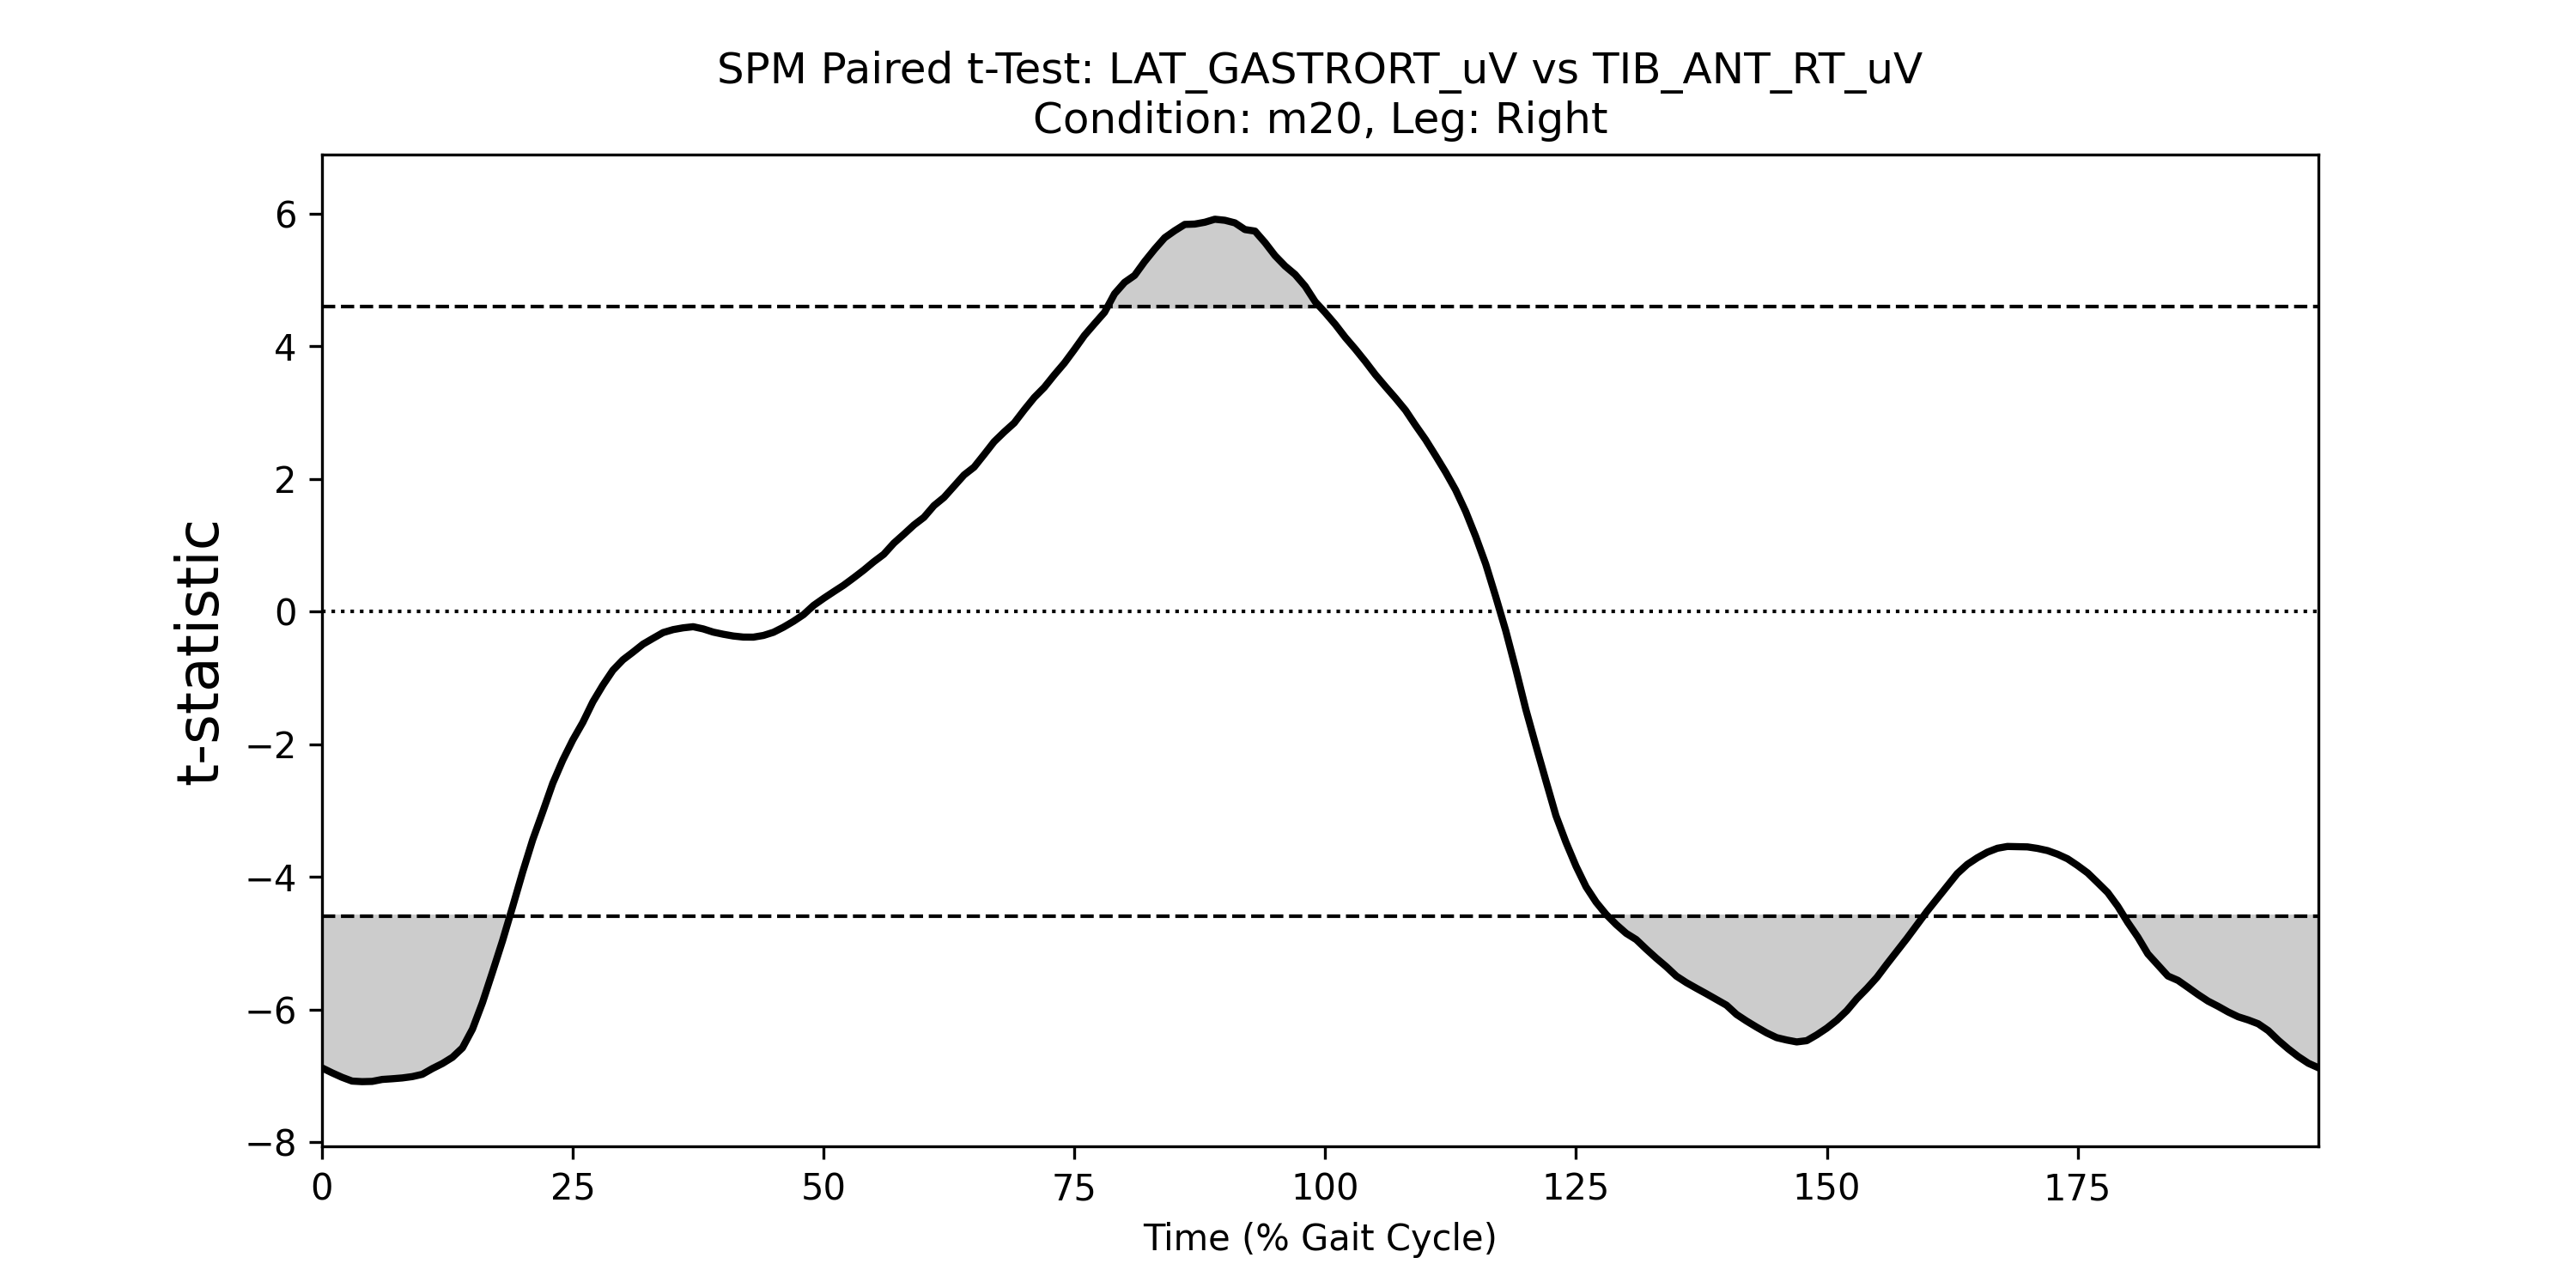 SPM Paired t-Test: LAT_GASTRORT_uV vs TIB_ANT_RT_uV
Condition: m20, Leg: Right
t-statistic
6
4
2
0
−2
−4
−6
−8
0 25 50 75 100 125 150 175
Time (% Gait Cycle)